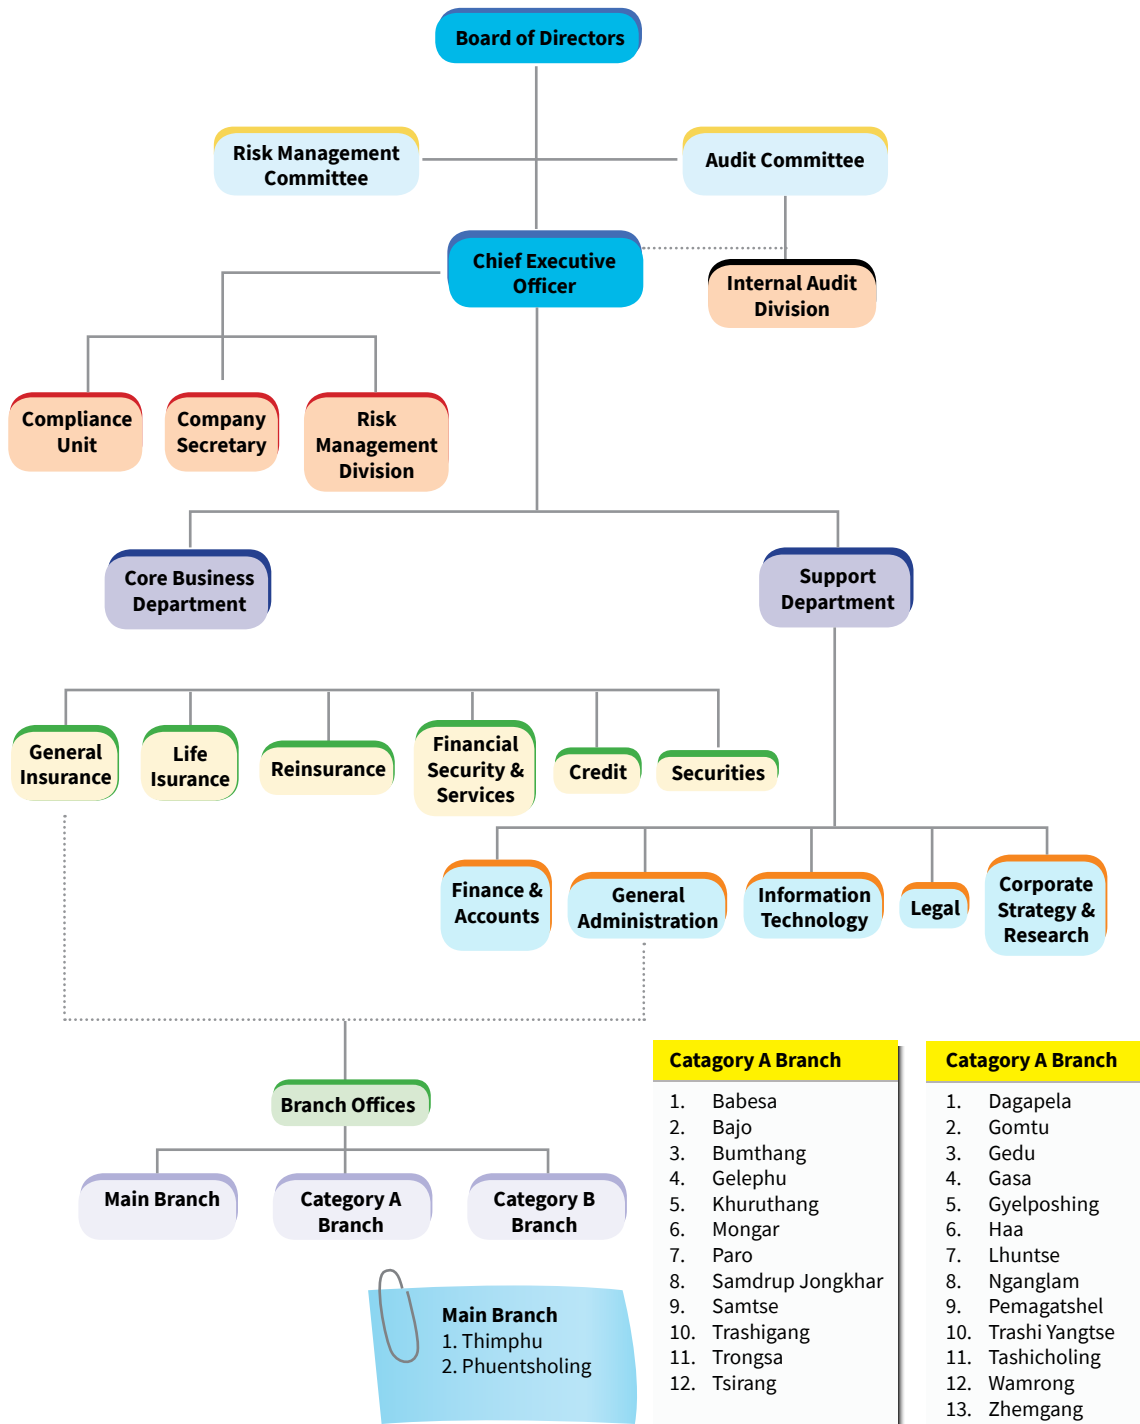 Board of Directors
Risk Management
Committee
Audit Committee
Chief Executive
Officer
Internal Audit
Division
Compliance
Unit
Company
Secretary
Risk
Management
Division
Core Business
Department
Support
Department
General
Insurance
Life
Isurance
Reinsurance
Financial
Security &
Services
Credit
Securities
Finance &
Accounts
General
Administration
Information
Technology
Legal
Corporate
Strategy &
Research
Branch Offices
Main Branch
Category A
Branch
Category B
Branch
Main Branch
1. Thimphu
2. Phuentsholing
Catagory A Branch
1. Babesa
2. Bajo
3. Bumthang
4. Gelephu
5. Khuruthang
6. Mongar
7. Paro
8. Samdrup Jongkhar
9. Samtse
10. Trashigang
11. Trongsa
12. Tsirang
Catagory A Branch
1. Dagapela
2. Gomtu
3. Gedu
4. Gasa
5. Gyelposhing
6. Haa
7. Lhuntse
8. Nganglam
9. Pemagatshel
10. Trashi Yangtse
11. Tashicholing
12. Wamrong
13. Zhemgang